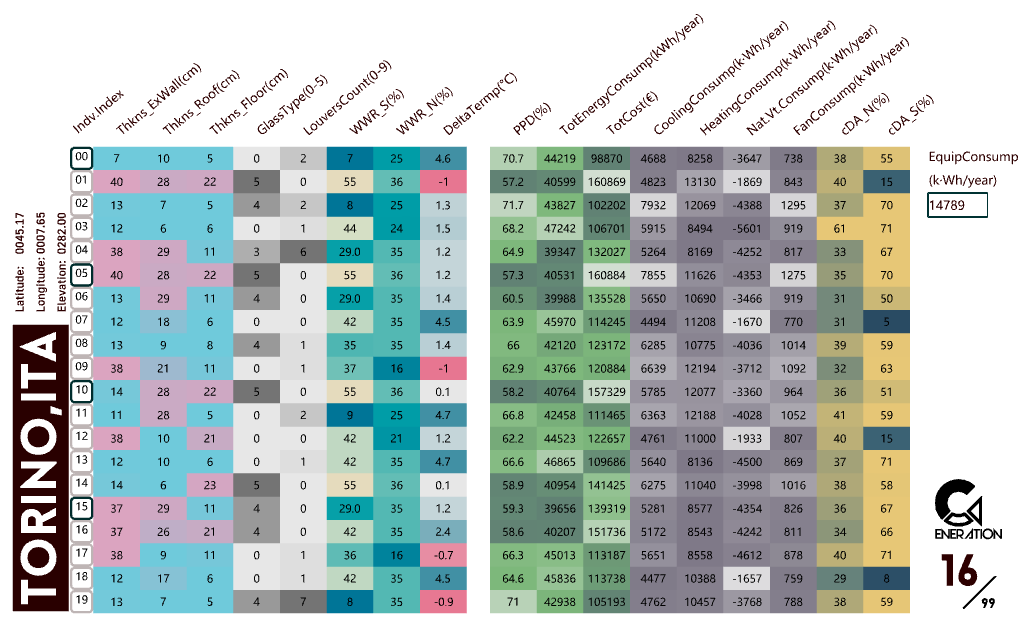 Indv.Index Thkns_ExWall(cm) Thkns_Roof(cm) Thkns_Floor(cm) GlassType(0-5) LouversCount(0-9) WWR_S(%) WWR_N(%) DeltaTermp(°C) PPD(%) TotEnergyConsump(kWh/year) TotCost(€) CoolingConsump(k·Wh/year) HeatingConsump(k·Wh/year) Nat.Vt.Consump(k·Wh/year) FanConsump(k·Wh/year) cDA_N(%) cDA_S(%)
00 7 10 5 0 2 7 25 4.6 70.7 44219 98870 4688 8258 -3647 738 38 55
01 40 28 22 5 0 55 36 -1 57.2 40599 160869 4823 13130 -1869 843 40 15
02 13 7 5 4 2 8 25 1.3 71.7 43827 102202 7932 12069 -4388 1295 37 70
03 12 6 6 0 1 44 24 1.5 68.2 47242 106701 5915 8494 -5601 919 61 71
04 38 29 11 3 6 29.0 35 1.2 64.9 39347 132027 5264 8169 -4252 817 33 67
05 40 28 22 5 0 55 36 1.2 57.3 40531 160884 7855 11626 -4353 1275 35 70
06 13 29 11 4 0 29.0 35 1.4 60.5 39988 135528 5650 10690 -3466 919 31 50
07 12 18 6 0 0 42 35 4.5 63.9 45970 114245 4494 11208 -1670 770 31 5
08 13 9 8 4 1 35 35 1.4 66 42120 123172 6285 10775 -4036 1014 39 59
09 38 21 11 0 1 37 16 -1 62.9 43766 120884 6639 12194 -3712 1092 32 63
10 14 28 22 5 0 55 36 0.1 58.2 40764 157329 5785 12077 -3360 964 36 51
11 11 28 5 0 2 9 25 4.7 66.8 42458 111465 6363 12188 -4028 1052 41 59
12 38 10 21 0 0 42 21 1.2 62.2 44523 122657 4761 11000 -1933 807 40 15
13 12 10 6 0 1 42 35 4.7 66.6 46865 109686 5640 8136 -4500 869 37 71
14 14 6 23 5 0 55 36 0.1 58.9 40954 141425 6275 11040 -3998 1016 38 58
15 37 29 11 4 0 29.0 35 1.2 59.3 39656 139319 5281 8577 -4354 826 36 67
16 37 26 21 4 0 42 35 2.4 58.6 40207 151736 5172 8543 -4242 811 34 66
17 38 9 11 0 1 36 16 -0.7 66.3 45013 113187 5651 8558 -4612 878 40 71
18 12 17 6 0 1 42 35 4.5 64.6 45836 113738 4477 10388 -1657 759 29 8
19 13 7 5 4 7 8 35 -0.9 71 42938 105193 4762 10457 -3768 788 38 59
EquipConsump
(k·Wh/year)
14789
Latitude: 0045.17
Longitude: 0007.65
Elevation: 0282.00
TORINO,ITA
ENERATION
16/99